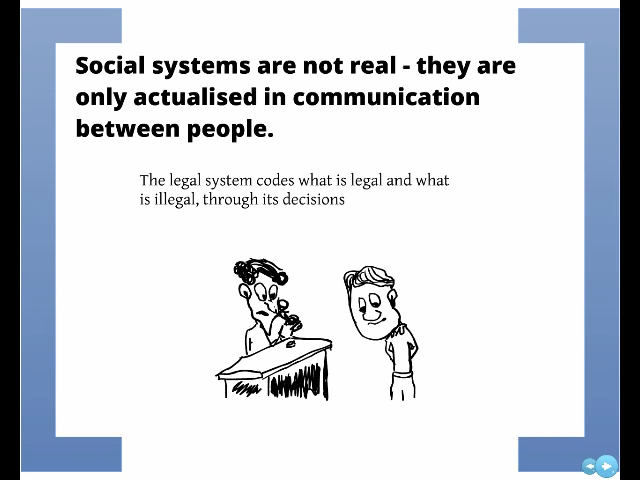 Social systems are not real - they are
only actualised in communication
between people.
The legal system codes what is legal and what
is illegal, through its decisions